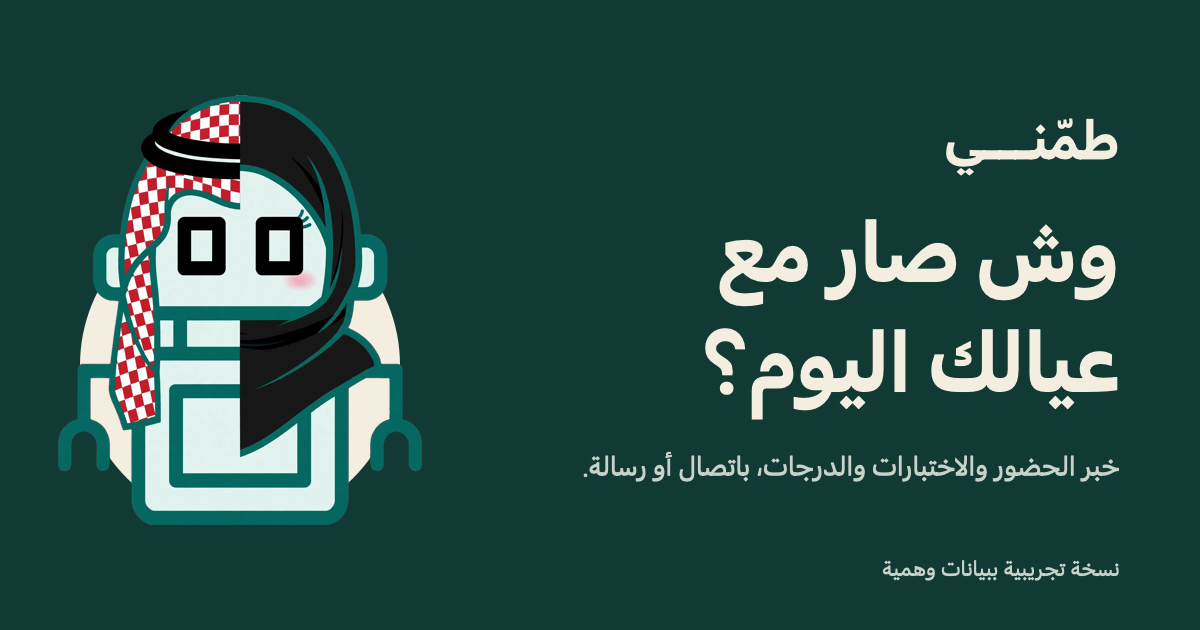 طمّنـــي
وش صار مع
عيالك اليوم؟
خبر الحضور والاختبارات والدرجات، باتصال أو رسالة.
نسخة تجريبية ببيانات وهمية